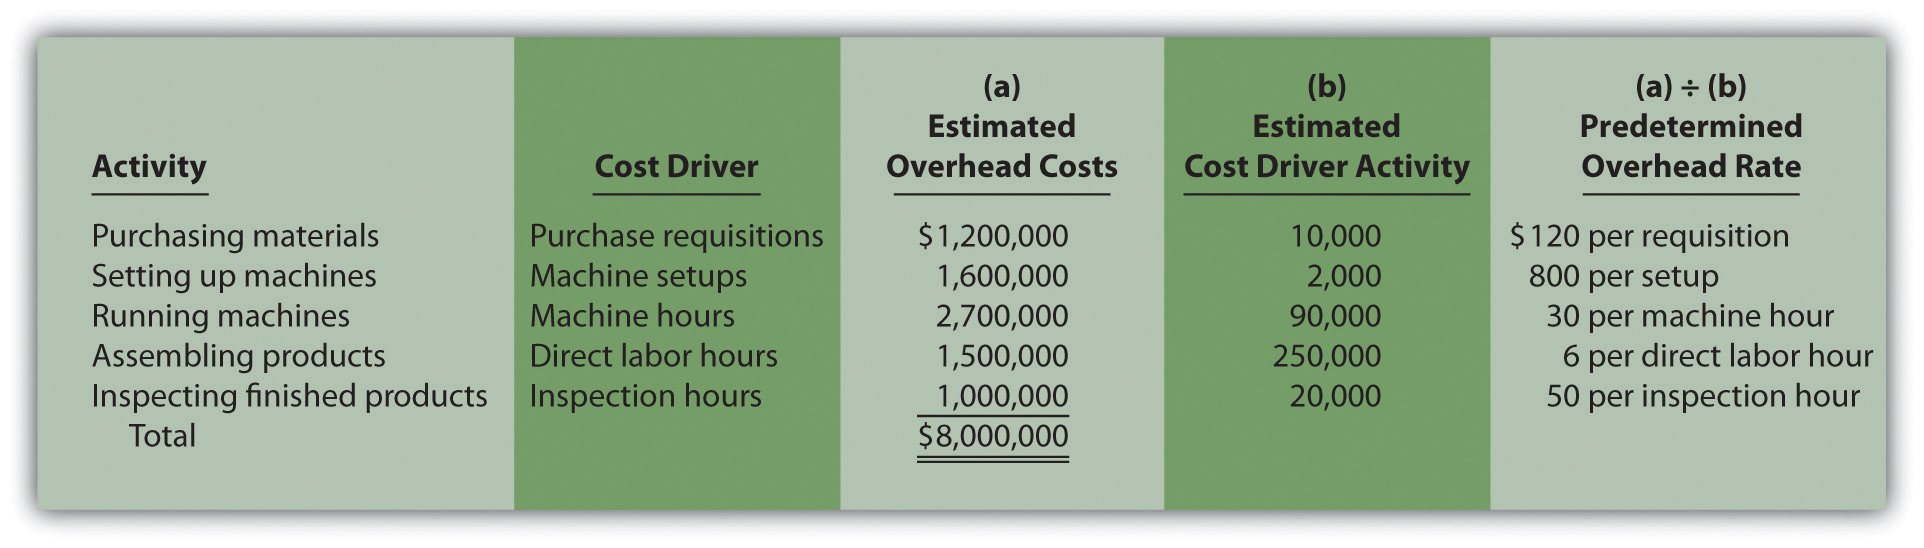 (a) (b) (a) ÷ (b)
Estimated Estimated Predetermined
Activity Cost Driver Overhead Costs Cost Driver Activity Overhead Rate
Purchasing materials Purchase requisitions $1,200,000 10,000 $120 per requisition
Setting up machines Machine setups 1,600,000 2,000 800 per setup
Running machines Machine hours 2,700,000 90,000 30 per machine hour
Assembling products Direct labor hours 1,500,000 250,000 6 per direct labor hour
Inspecting finished products Inspection hours 1,000,000 20,000 50 per inspection hour
Total $8,000,000